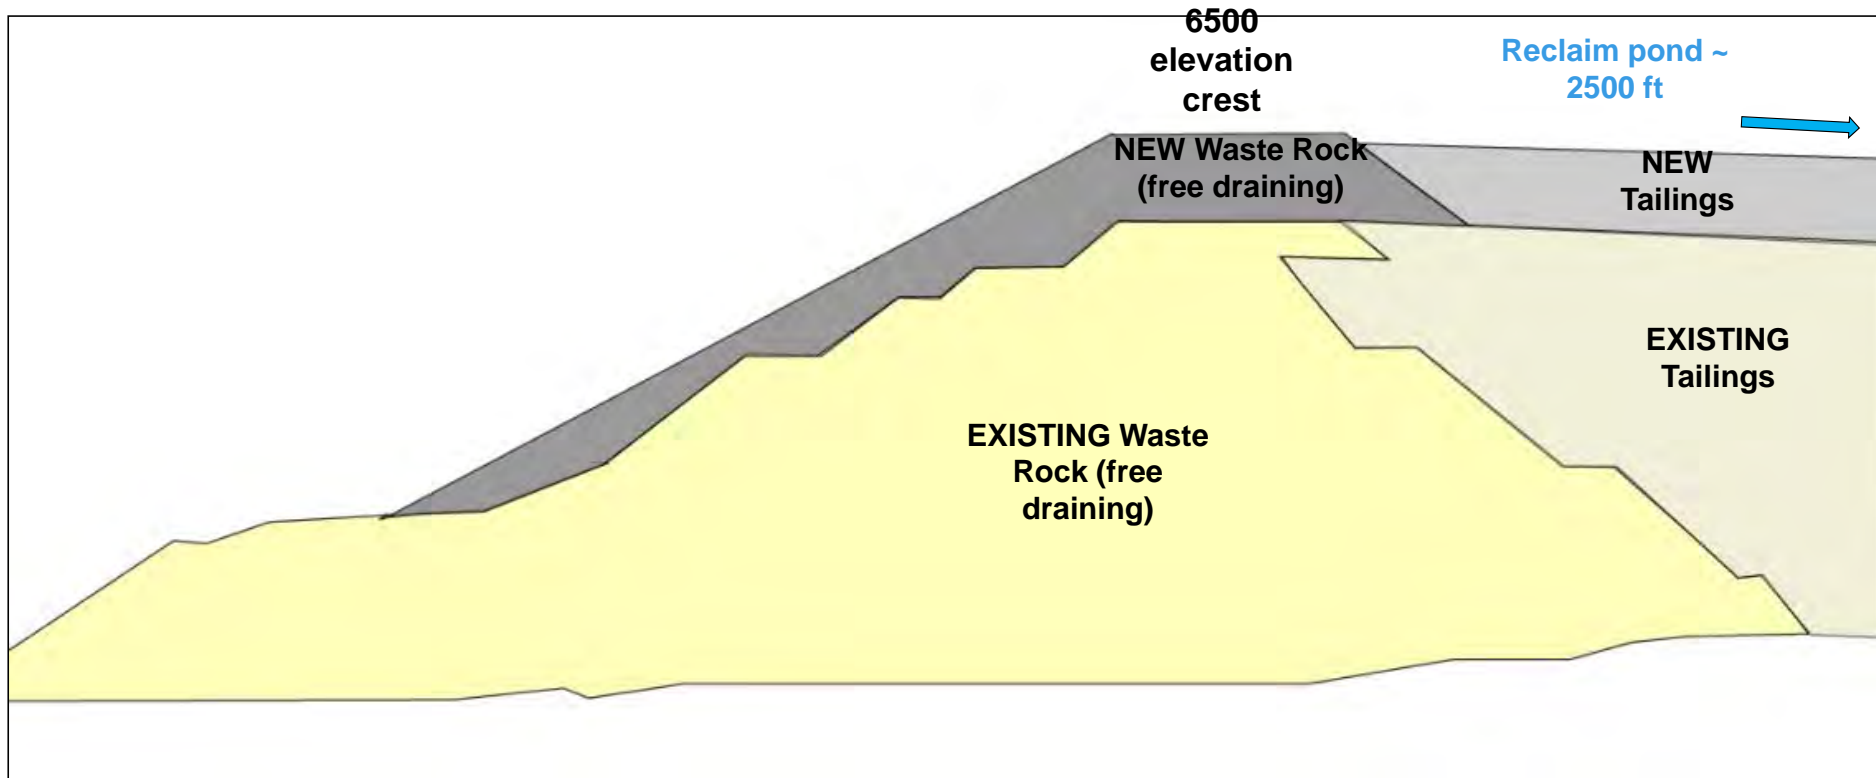 6500
elevation
crest
Reclaim pond ~
2500 ft
NEW Waste Rock
(free draining)
NEW
Tailings
EXISTING
Tailings
EXISTING Waste
Rock (free
draining)